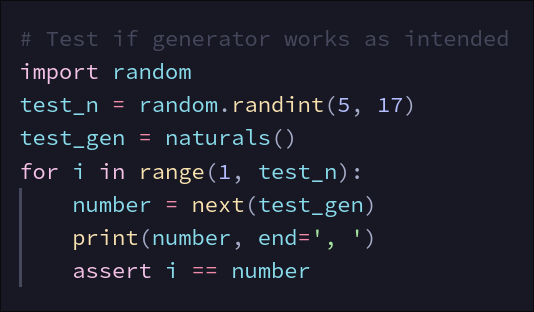 # Test if generator works as intended
import random
test_n = random.randint(5, 17)
test_gen = naturals()
for i in range(1, test_n):
    number = next(test_gen)
    print(number, end=', ')
    assert i == number